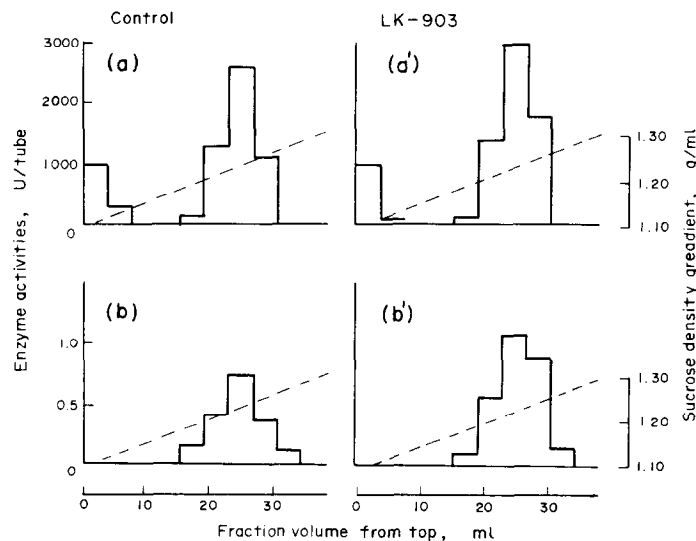 Control
LK-903
Enzyme activities, U/tube
3000
2000
1000
0
(a)
(a')
1.30
1.20
1.10
(b)
(b')
1.0
0.5
0
1.30
1.20
1.10
Sucrose density areadient, a/ml
0 10 20 30
0 10 20 30
Fraction volume from top, ml